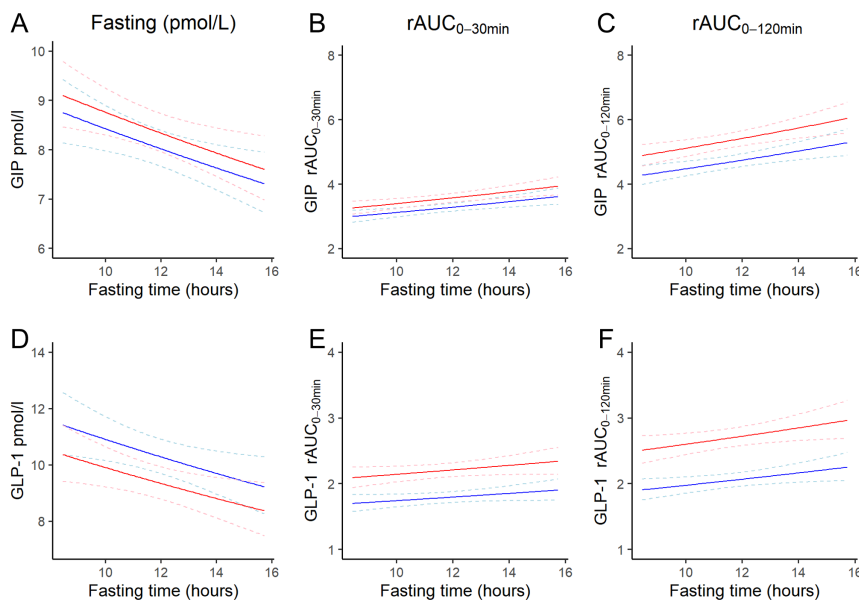 A Fasting (pmol/L) B rAUC0–30min C rAUC0–120min
GIP pmol/l
10
9
8
7
6
10 12 14 16
Fasting time (hours)
GIP rAUC0–30min
8
6
4
2
10 12 14 16
Fasting time (hours)
GIP rAUC0–120min
8
6
4
2
10 12 14 16
Fasting time (hours)
D
GLP-1 pmol/l
14
12
10
8
10 12 14 16
Fasting time (hours)
E
GLP-1 rAUC0–30min
4
3
2
1
10 12 14 16
Fasting time (hours)
F
GLP-1 rAUC0–120min
4
3
2
1
10 12 14 16
Fasting time (hours)